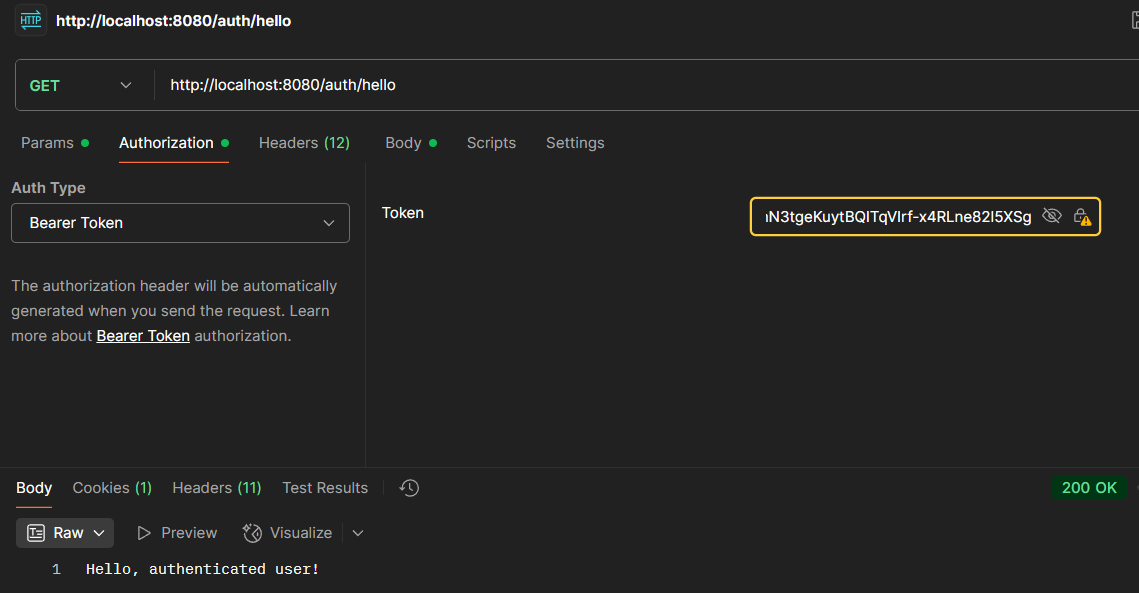 HTTP http://localhost:8080/auth/hello
GET http://localhost:8080/auth/hello
Params Authorization Headers (12) Body Scripts Settings
Auth Type
Bearer Token
Token
The authorization header will be automatically
generated when you send the request. Learn
more about Bearer Token authorization.
Body Cookies (1) Headers (11) Test Results
200 OK
Raw Preview Visualize
1 Hello, authenticated user!